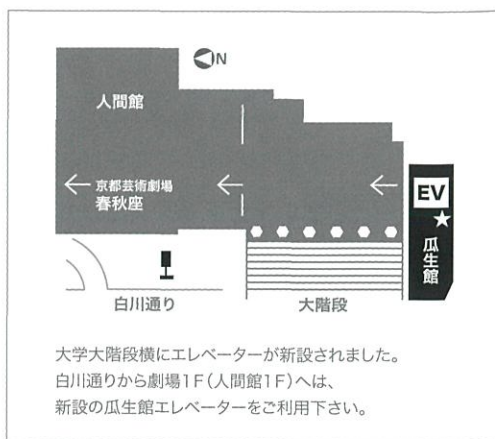 N
人間館
京都芸術劇場
春秋座
EV
瓜生館
白川通り
大階段
大学大階段横にエレベーターが新設されました。
白川通りから劇場1F(人間館1F)へは、
新設の瓜生館エレベーターをご利用下さい。